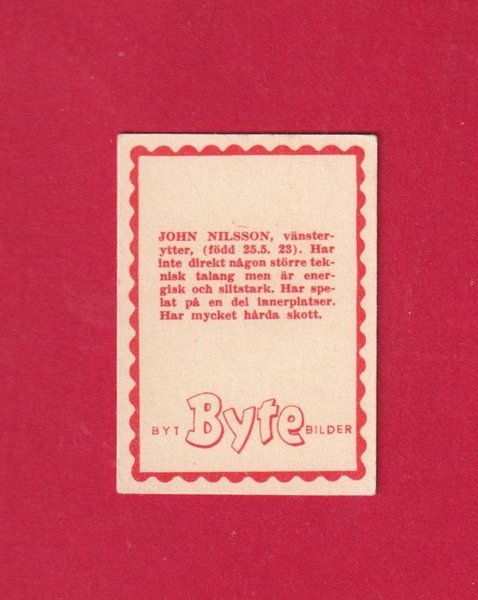 JOHN NILSSON, vänster-
ytter, (född 25.5. 23). Har
inte direkt någon större tek-
nisk talang men är ener-
gisk och slitstark. Har spe-
lat på en del innerplatser.
Har mycket hårda skott.
BYT Byte BILDER